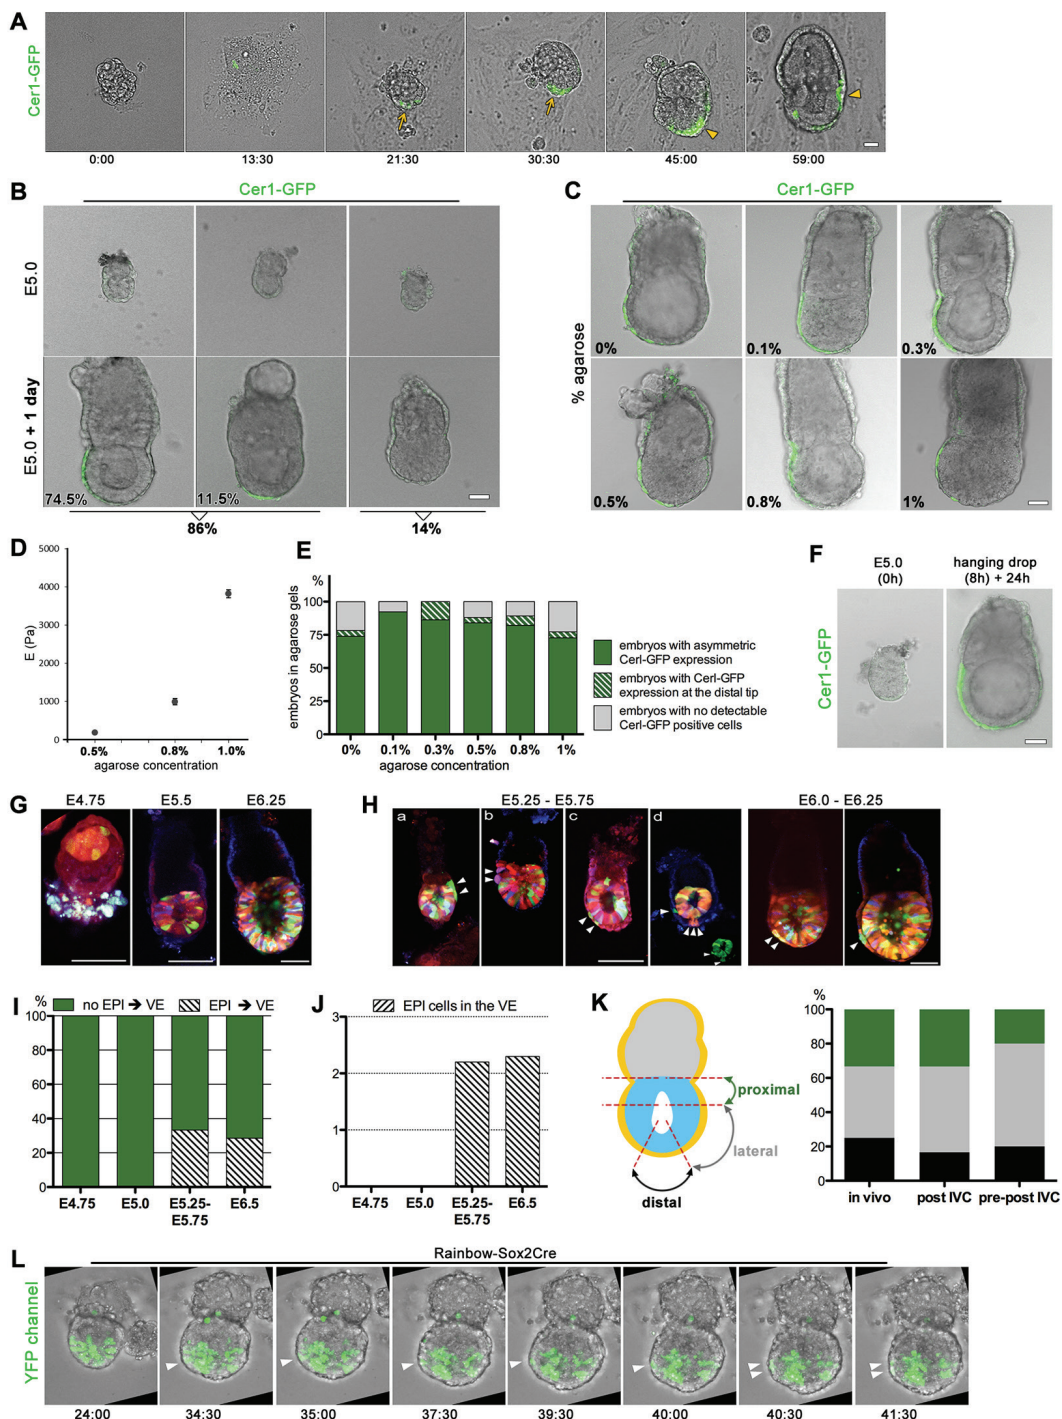 A
Cer1-GFP
0:00 13:30 21:30 30:30 45:00 59:00
B
Cer1-GFP
E5.0
E5.0 + 1 day
74.5% 11.5%
86% 14%
C
Cer1-GFP
% agarose
0% 0.1% 0.3%
0.5% 0.8% 1%
D
E (Pa)
5000
4000
3000
2000
1000
0
0.5% 0.8% 1.0%
agarose concentration
E
%
embryos in agarose gels
100
75
50
25
0
0% 0.1% 0.3% 0.5% 0.8% 1%
agarose concentration
embryos with asymmetric
Cerl-GFP expression
embryos with Cerl-GFP
expression at the distal tip
embryos with no detectable
Cerl-GFP positive cells
F
E5.0
(0h)
hanging drop
(8h) + 24h
Cer1-GFP
G
E4.75 E5.5 E6.25
H
E5.25 - E5.75 E6.0 - E6.25
a b c d
I
% no EPI ➔ VE EPI ➔ VE
100
80
60
40
20
0
E4.75 E5.0 E5.25-
E5.75
E6.5
J
EPI cells in the VE
3
2
1
0
E4.75 E5.0 E5.25-
E5.75
E6.5
K
proximal
lateral
distal
%
100
80
60
40
20
0
in vivo post IVC pre-post IVC
L
Rainbow-Sox2Cre
YFP channel
24:00 34:30 35:00 37:30 39:30 40:00 40:30 41:30